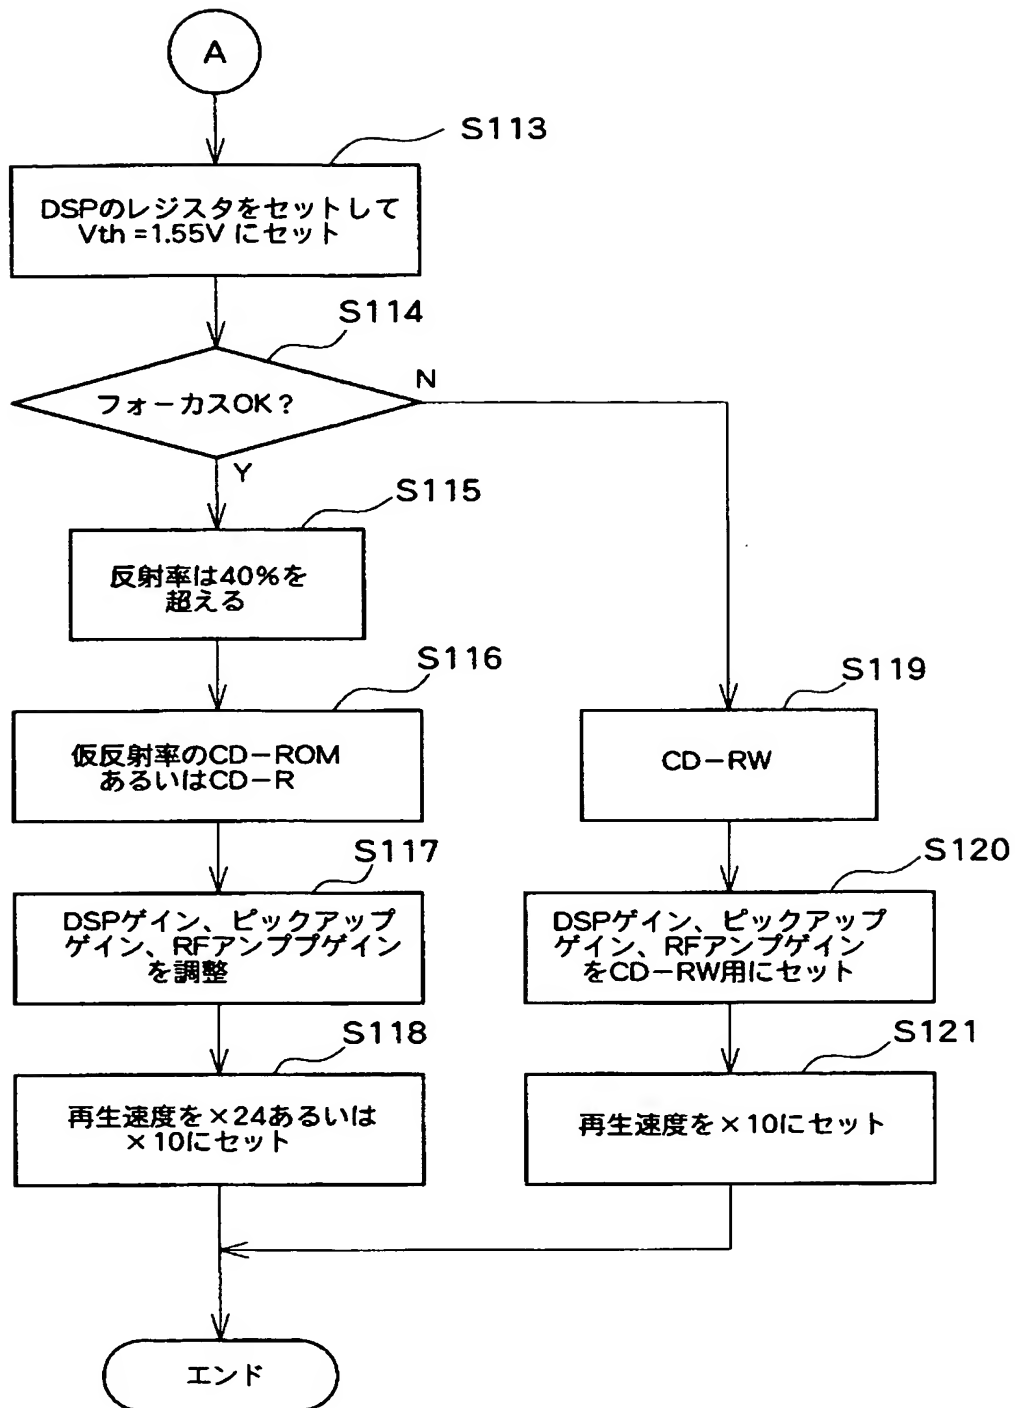 A
S113
DSPのレジスタをセットして
Vth =1.55V にセット
S114
フォーカスOK?
N
Y
S115
反射率は40%を
超える
S116
仮反射率のCD-ROM
あるいはCD-R
S117
DSPゲイン、ピックアップ
ゲイン、RFアンププゲイン
を調整
S118
再生速度を×24あるいは
×10にセット
S119
CD-RW
S120
DSPゲイン、ピックアップ
ゲイン、RFアンプゲイン
をCD-RW用にセット
S121
再生速度を×10にセット
エンド